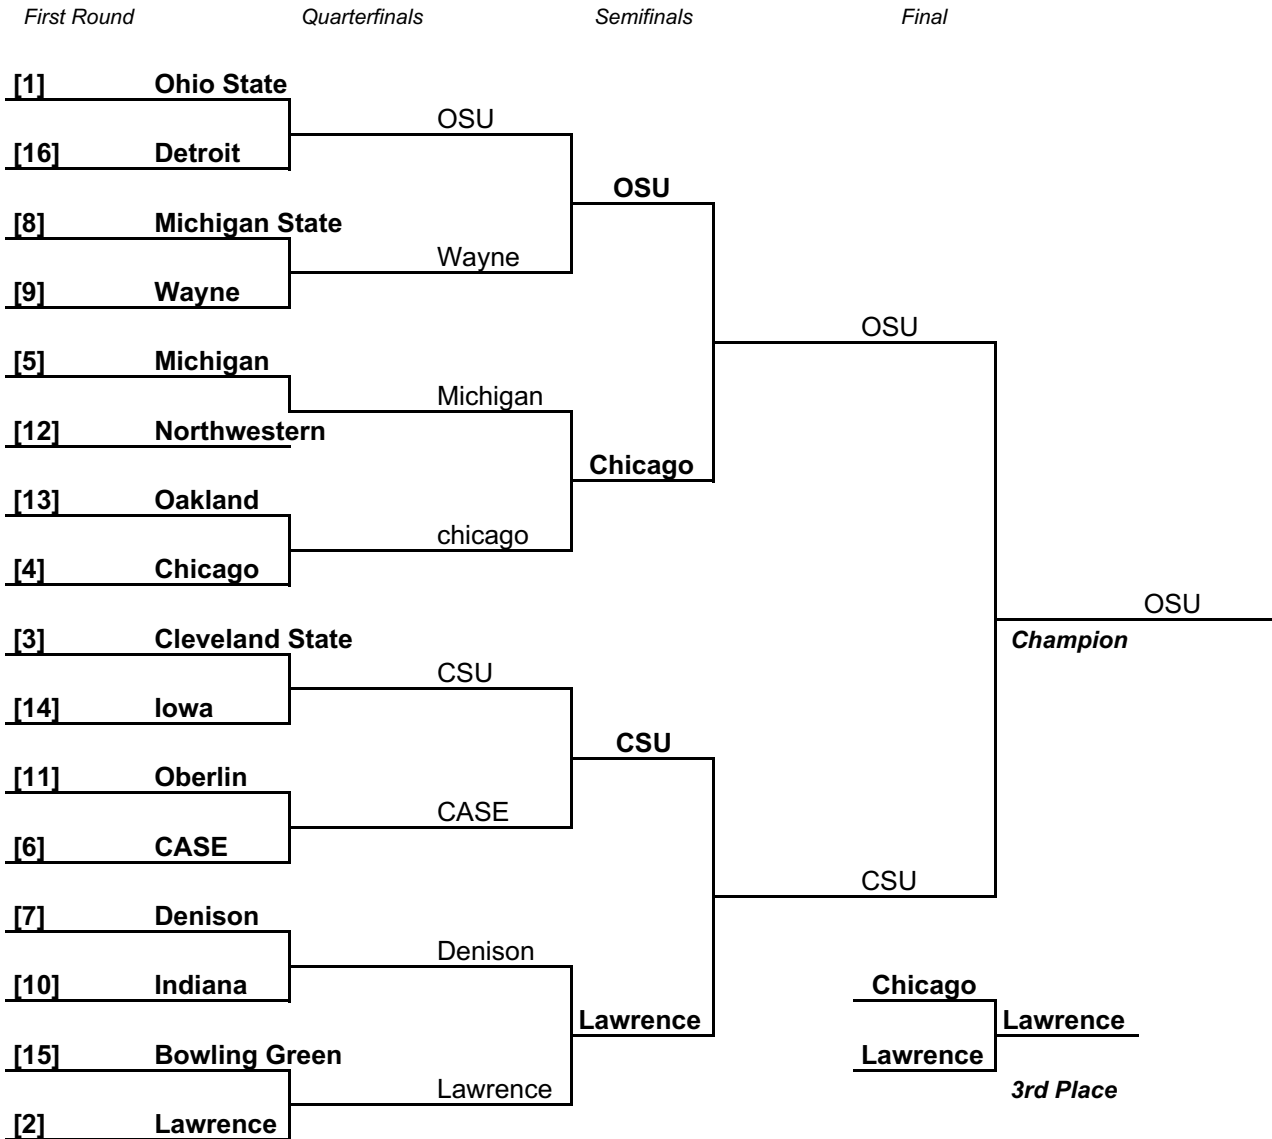 First Round Quarterfinals Semifinals Final
[1] Ohio State
OSU
[16] Detroit
OSU
[8] Michigan State
Wayne
[9] Wayne
OSU
[5] Michigan
Michigan
[12] Northwestern
Chicago
[13] Oakland
chicago
[4] Chicago
OSU
[3] Cleveland State Champion
CSU
[14] Iowa
CSU
[11] Oberlin
CASE
[6] CASE
CSU
[7] Denison
Denison
[10] Indiana Chicago
Lawrence Lawrence
[15] Bowling Green Lawrence
Lawrence 3rd Place
[2] Lawrence